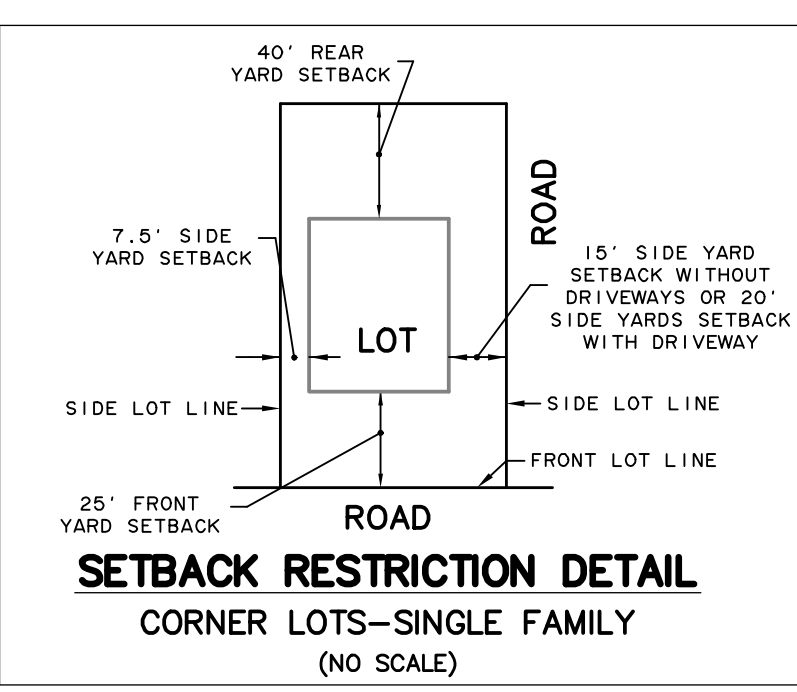 40' REAR
YARD SETBACK
ROAD
7.5' SIDE
YARD SETBACK
15' SIDE YARD
SETBACK WITHOUT
DRIVEWAYS OR 20'
SIDE YARDS SETBACK
WITH DRIVEWAY
LOT
SIDE LOT LINE
SIDE LOT LINE
FRONT LOT LINE
25' FRONT
YARD SETBACK
ROAD
SETBACK RESTRICTION DETAIL
CORNER LOTS-SINGLE FAMILY
(NO SCALE)